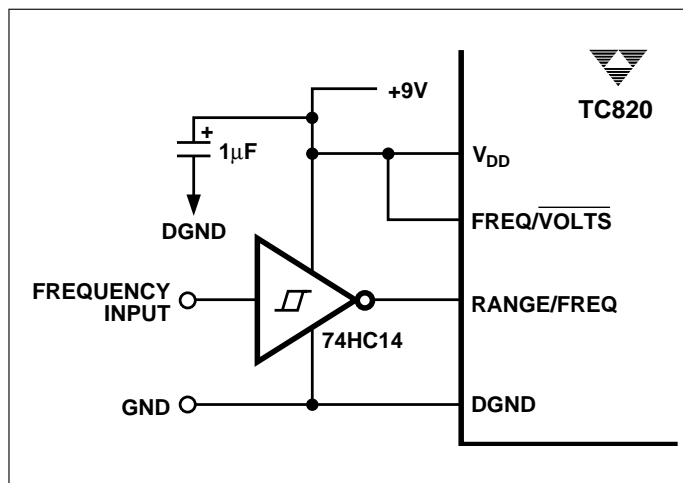 +9V
TC820
+
1µF
V_DD
DGND
FREQ/VOLTS
FREQUENCY
INPUT
RANGE/FREQ
74HC14
GND
DGND